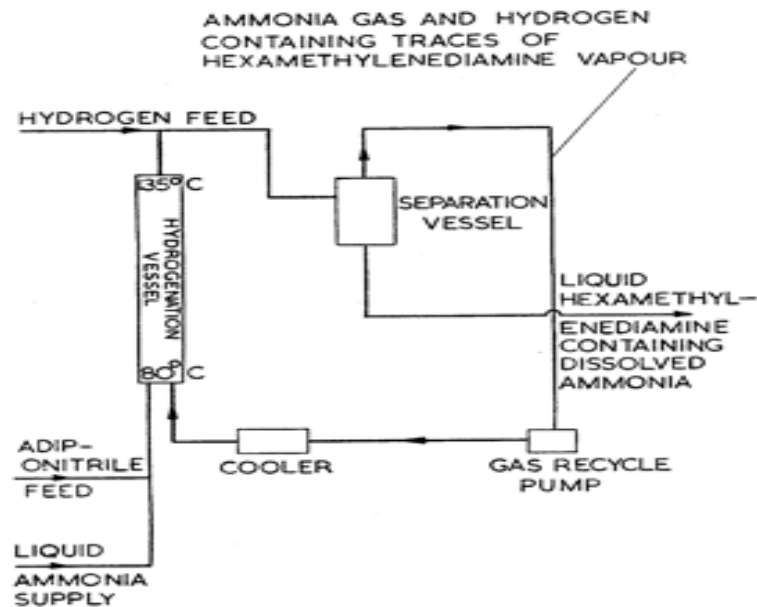 AMMONIA GAS AND HYDROGEN
CONTAINING TRACES OF
HEXAMETHYLENEDIAMINE VAPOUR
HYDROGEN FEED
135°C
HYDROGENATION
VESSEL
80°C
SEPARATION
VESSEL
LIQUID
HEXAMETHYL-
ENEDIAMINE
CONTAINING
DISSOLVED
AMMONIA
ADIP-
ONITRILE
FEED
COOLER
GAS RECYCLE
PUMP
LIQUID
AMMONIA
SUPPLY